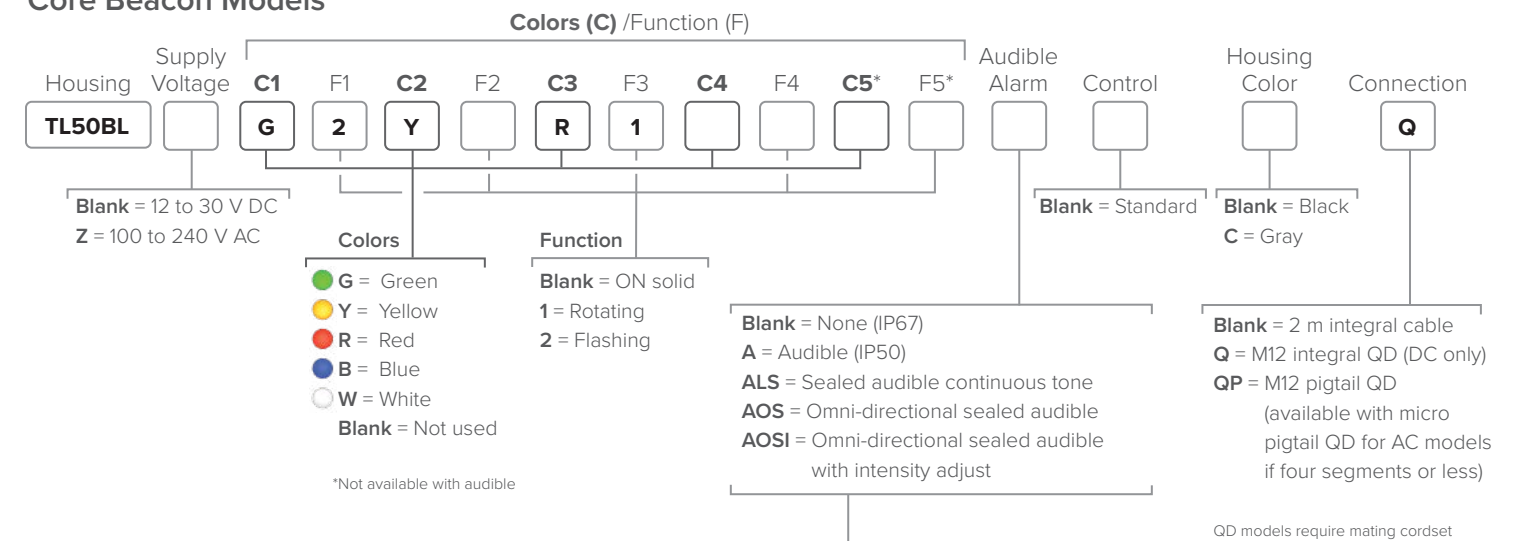 Core Beacon Models
Colors (C) /Function (F)
Housing
Supply
Voltage
C1
F1
C2
F2
C3
F3
C4
F4
C5*
F5*
Audible
Alarm
Control
Housing
Color
Connection
TL50BL
G
2
Y
R
1
Q
Blank = 12 to 30 V DC
Z = 100 to 240 V AC
Colors
G = Green
Y = Yellow
R = Red
B = Blue
W = White
Blank = Not used
*Not available with audible
Function
Blank = ON solid
1 = Rotating
2 = Flashing
Blank = None (IP67)
A = Audible (IP50)
ALS = Sealed audible continuous tone
AOS = Omni-directional sealed audible
AOSI = Omni-directional sealed audible
with intensity adjust
Blank = Standard
Blank = Black
C = Gray
Blank = 2 m integral cable
Q = M12 integral QD (DC only)
QP = M12 pigtail QD
(available with micro
pigtail QD for AC models
if four segments or less)
QD models require mating cordset